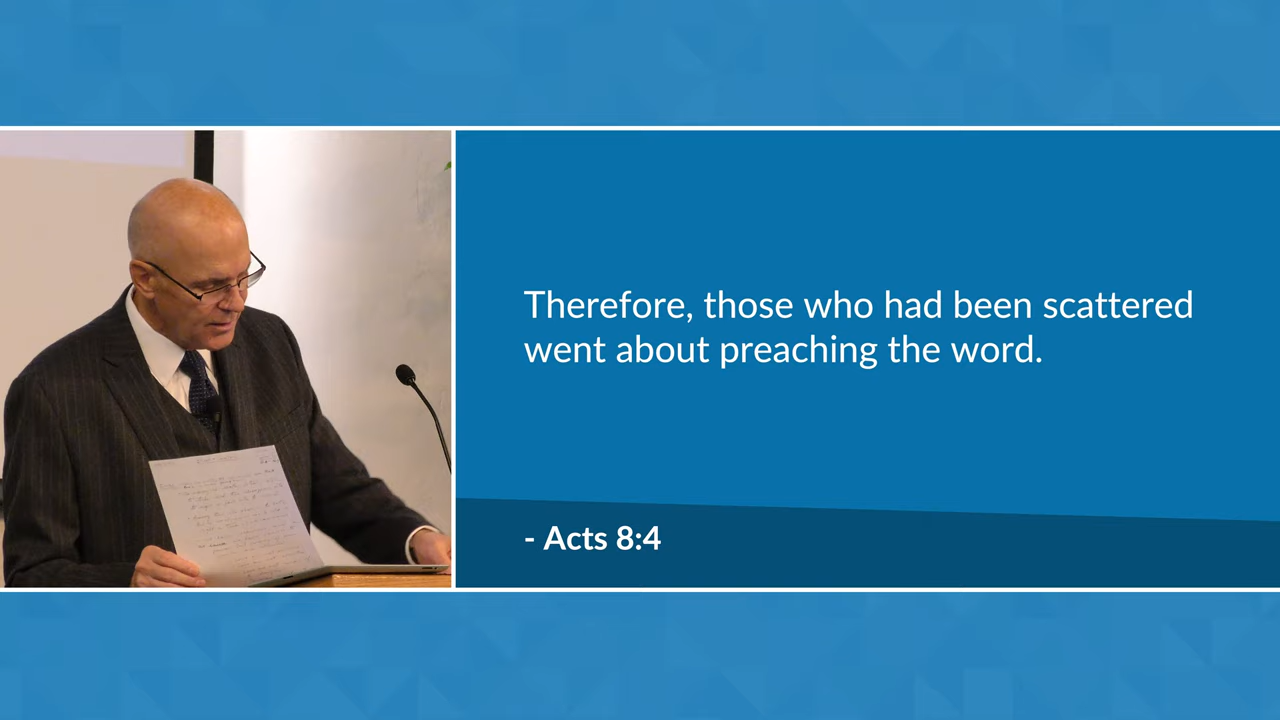 Therefore, those who had been scattered
went about preaching the word.
- Acts 8:4